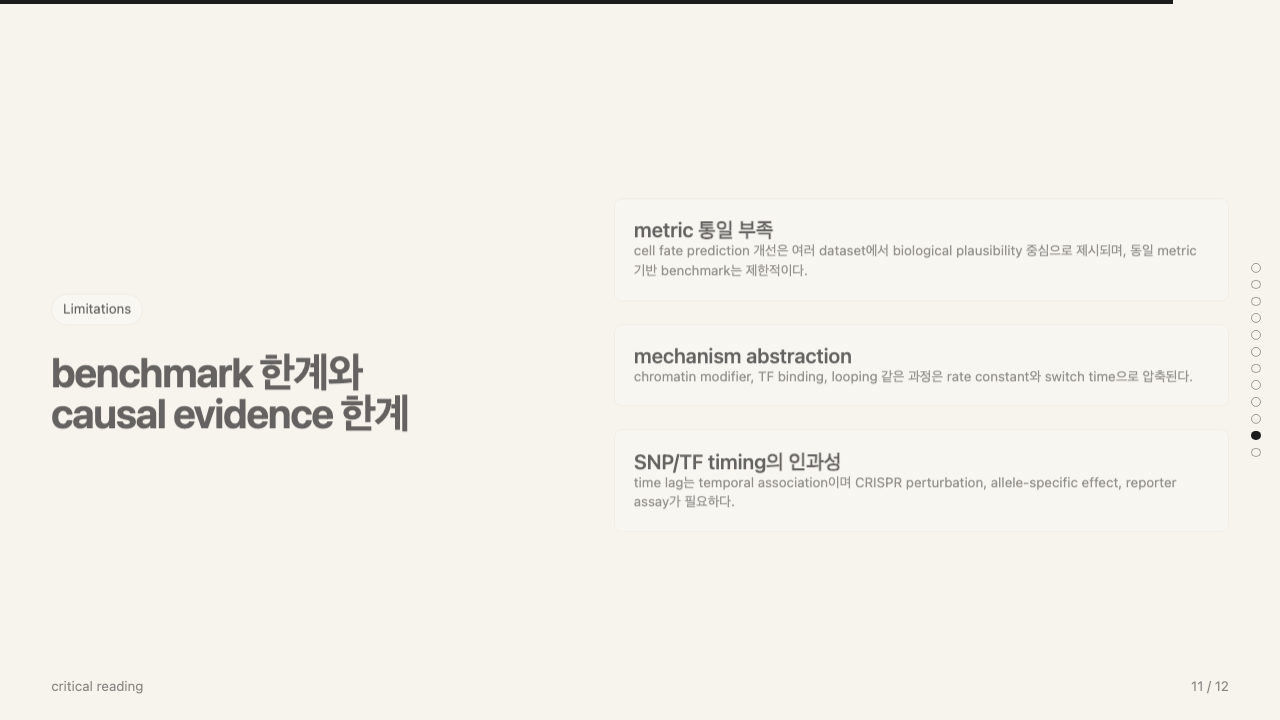 Limitations
benchmark 한계와
causal evidence 한계
metric 통일 부족
cell fate prediction 개선은 여러 dataset에서 biological plausibility 중심으로 제시되며, 동일 metric
기반 benchmark는 제한적이다.
mechanism abstraction
chromatin modifier, TF binding, looping 같은 과정은 rate constant와 switch time으로 압축된다.
SNP/TF timing의 인과성
time lag는 temporal association이며 CRISPR perturbation, allele-specific effect, reporter
assay가 필요하다.
critical reading
11 / 12